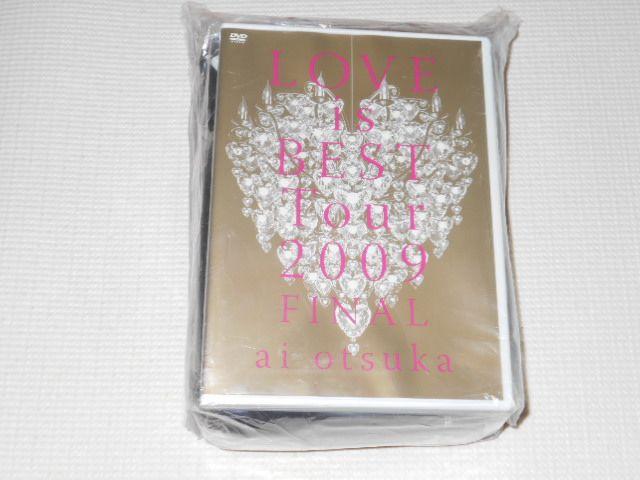 DVD
LOVE
is
BEST
Tour
2009
FINAL
ai otsuka